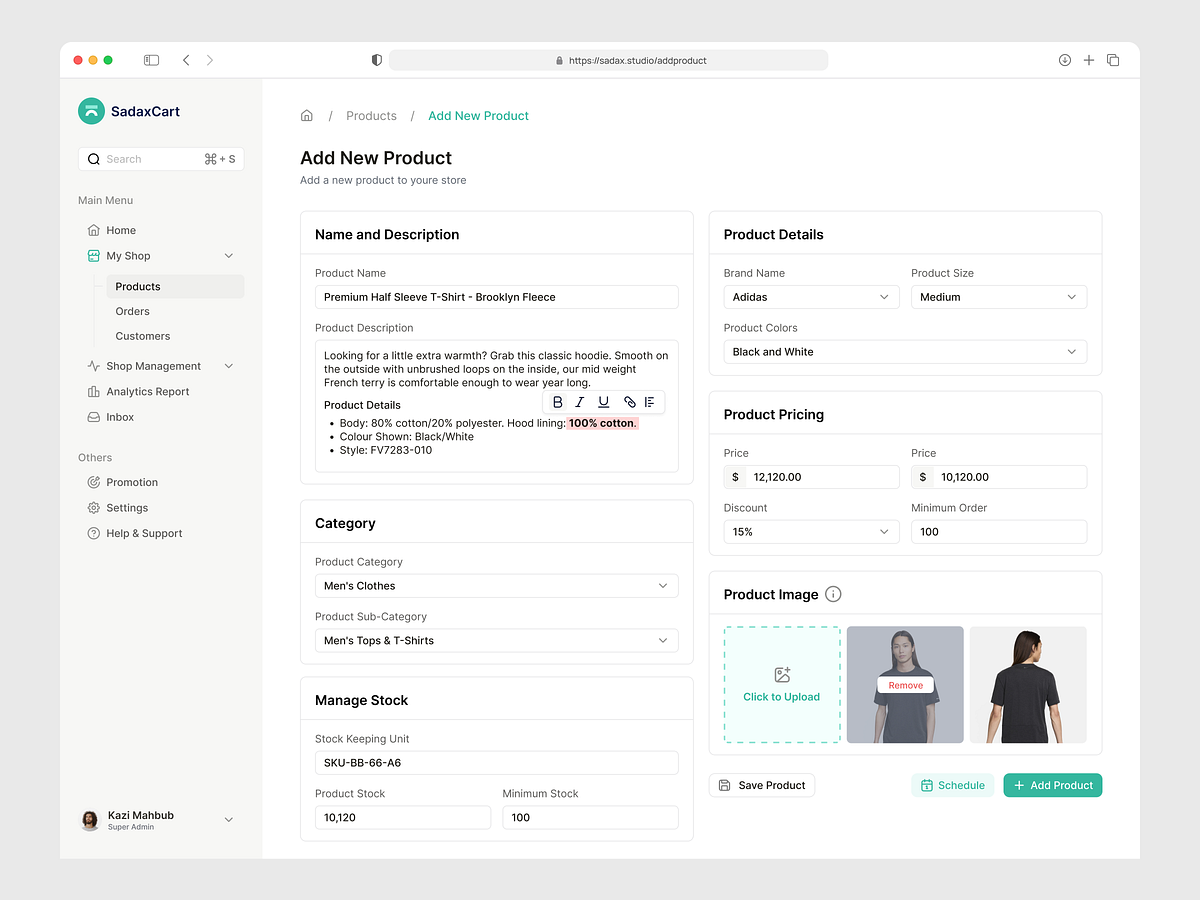 https://sadax.studio/addproduct
SadaxCart
Search
⌘ + S
Main Menu
Home
My Shop
Products
Orders
Customers
Shop Management
Analytics Report
Inbox
Others
Promotion
Settings
Help & Support
Kazi Mahbub
Super Admin
/ Products / Add New Product
Add New Product
Add a new product to youre store
Name and Description
Product Name
Premium Half Sleeve T-Shirt - Brooklyn Fleece
Product Description
Looking for a little extra warmth? Grab this classic hoodie. Smooth on
the outside with unbrushed loops on the inside, our mid weight
French terry is comfortable enough to wear year long.
Product Details
B I U
• Body: 80% cotton/20% polyester. Hood lining: 100% cotton.
• Colour Shown: Black/White
• Style: FV7283-010
Category
Product Category
Men's Clothes
Product Sub-Category
Men's Tops & T-Shirts
Manage Stock
Stock Keeping Unit
SKU-BB-66-A6
Product Stock
10,120
Minimum Stock
100
Product Details
Brand Name
Adidas
Product Size
Medium
Product Colors
Black and White
Product Pricing
Price
$ 12,120.00
Price
$ 10,120.00
Discount
15%
Minimum Order
100
Product Image
Click to Upload
Remove
Save Product
Schedule
+ Add Product